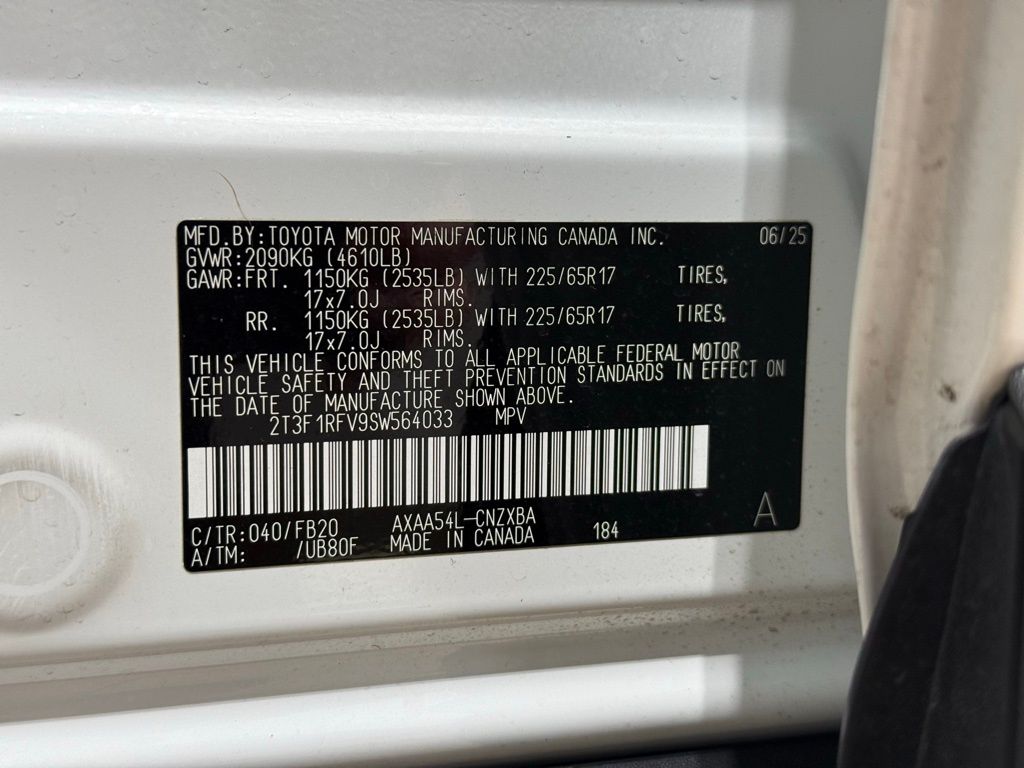 MFD.BY:TOYOTA MOTOR MANUFACTURING CANADA INC. 06/25
GVWR:2090KG (4610LB)
GAWR:FRT. 1150KG (2535LB) WITH 225/65R17 TIRES,
17x7.0J RIMS.
RR. 1150KG (2535LB) WITH 225/65R17 TIRES,
17x7.0J RIMS.
THIS VEHICLE CONFORMS TO ALL APPLICABLE FEDERAL MOTOR
VEHICLE SAFETY AND THEFT PREVENTION STANDARDS IN EFFECT ON
THE DATE OF MANUFACTURE SHOWN ABOVE.
2T3F1RFV9SW564033 MPV
C/TR:040/FB20 AXAA54L-CNZXBA A
A/TM: /UB80F MADE IN CANADA 184